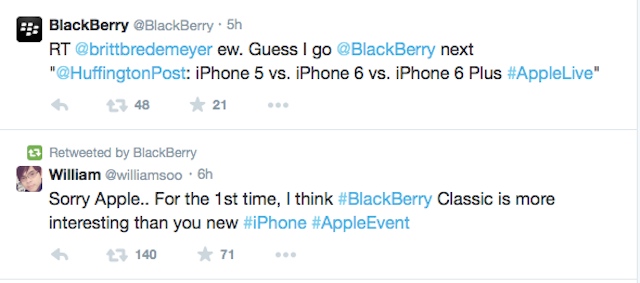 BlackBerry @BlackBerry · 5h
RT @brittbredemeyer ew. Guess I go @BlackBerry next
"@HuffingtonPost: iPhone 5 vs. iPhone 6 vs. iPhone 6 Plus #AppleLive"
48 21
Retweeted by BlackBerry
William @williamsoo · 6h
Sorry Apple.. For the 1st time, I think #BlackBerry Classic is more
interesting than you new #iPhone #AppleEvent
140 71